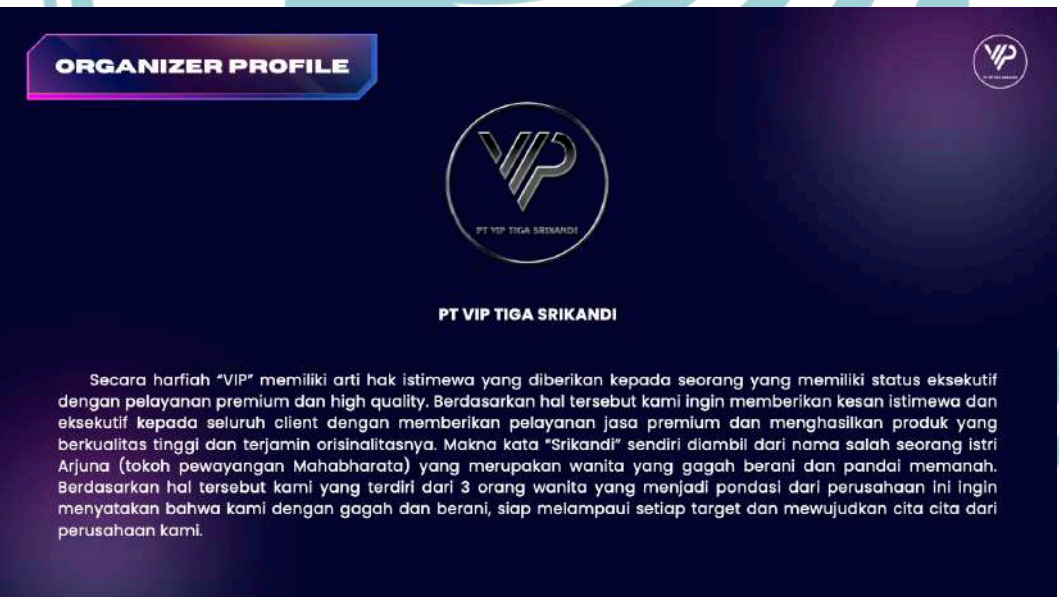 ORGANIZER PROFILE
VIP
VIP
PT VIP TIGA SRIKANDI
PT VIP TIGA SRIKANDI
Secara harfiah “VIP” memiliki arti hak istimewa yang diberikan kepada seorang yang memiliki status eksekutif
dengan pelayanan premium dan high quality. Berdasarkan hal tersebut kami ingin memberikan kesan istimewa dan
eksekutif kepada seluruh client dengan memberikan pelayanan jasa premium dan menghasilkan produk yang
berkualitas tinggi dan terjamin orisinalitasnya. Makna kata “Srikandi” sendiri diambil dari nama salah seorang istri
Arjuna (tokoh pewayangan Mahabharata) yang merupakan wanita yang gagah berani dan pandai memanah.
Berdasarkan hal tersebut kami yang terdiri dari 3 orang wanita yang menjadi pondasi dari perusahaan ini ingin
menyatakan bahwa kami dengan gagah dan berani, siap melampaui setiap target dan mewujudkan cita cita dari
perusahaan kami.